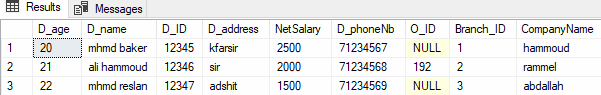 Results Messages
D_age D_name D_ID D_address NetSalary D_phoneNb O_ID Branch_ID CompanyName
1 20 mhmd baker 12345 kfarsir 2500 71234567 NULL 1 hammoud
2 21 ali hammoud 12346 sir 2000 71234568 192 2 rammel
3 22 mhmd reslan 12347 adshit 1500 71234569 NULL 3 abdallah